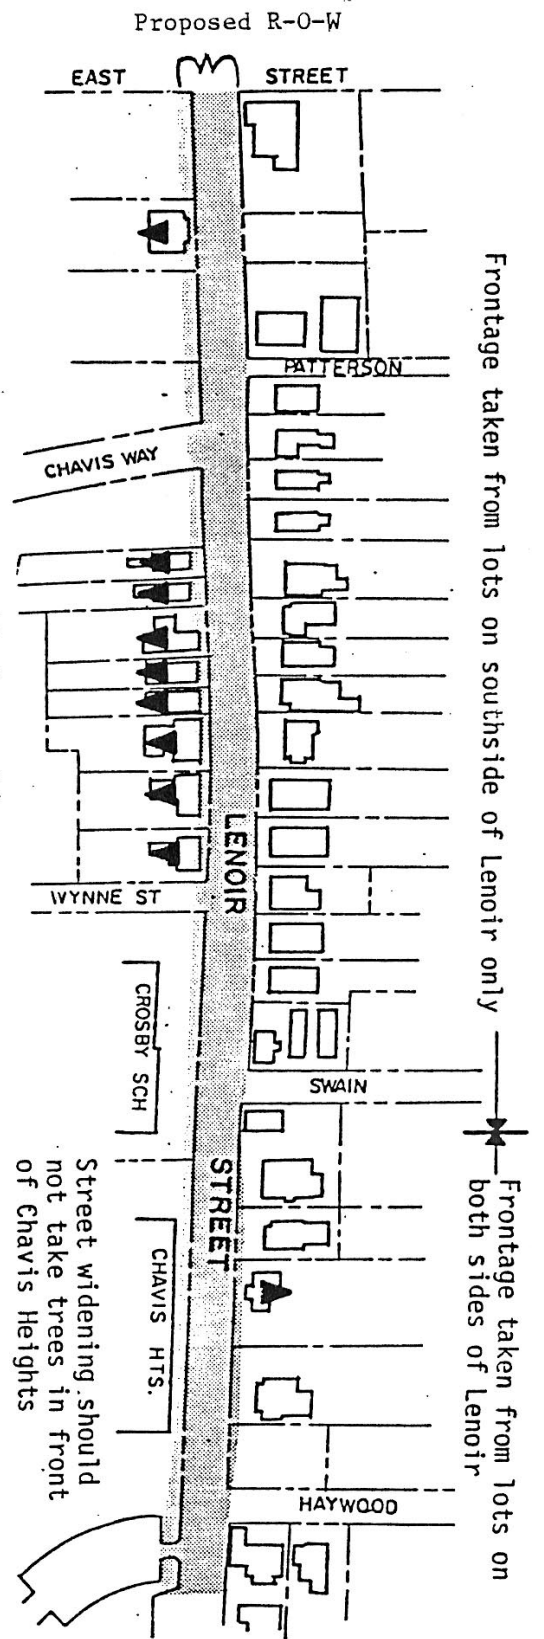 Proposed R-O-W
EAST
STREET
PATTERSON
CHAVIS WAY
Frontage taken from lots on southside of Lenoir only
LENOIR
WYNNE ST
CROSBY SCH
SWAIN
STREET
Frontage taken from lots on
both sides of Lenoir
CHAVIS HTS.
Street widening should
not take trees in front
of Chavis Heights
HAYWOOD